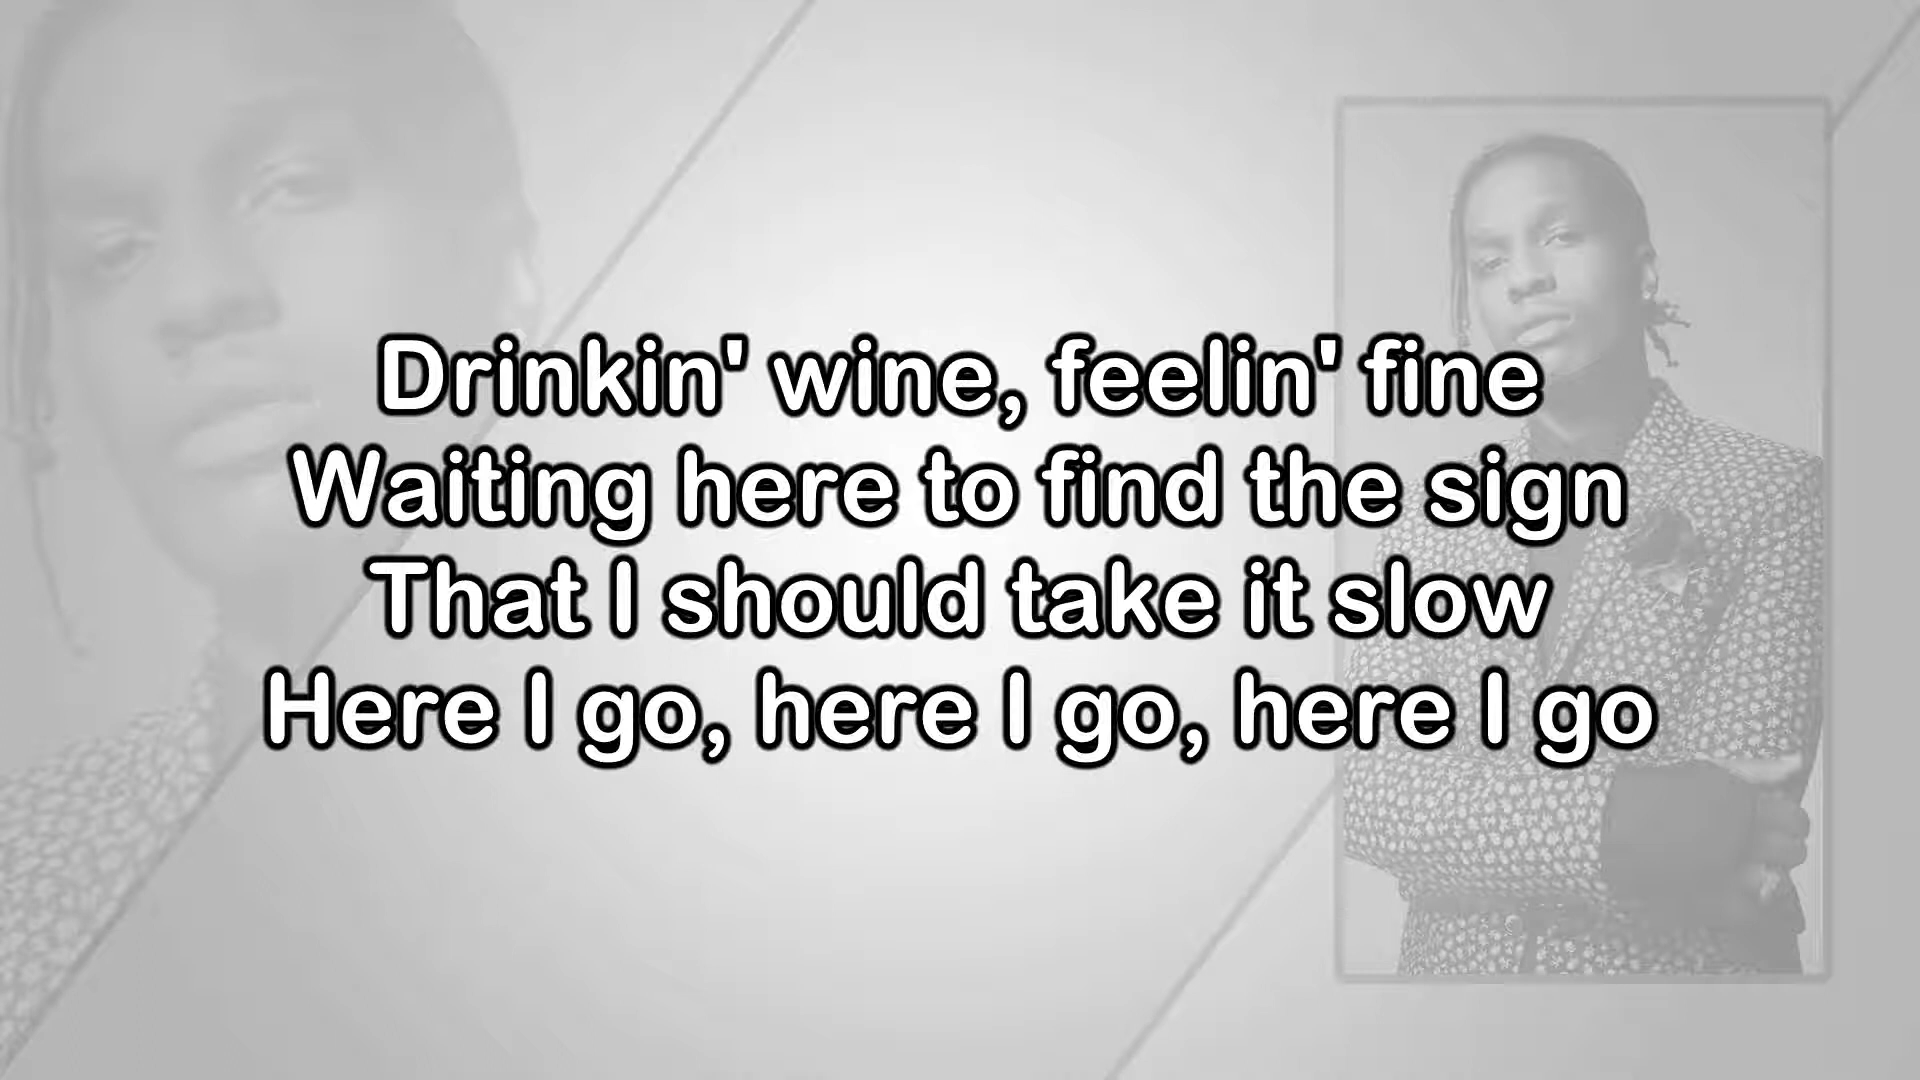 Drinkin' wine, feelin' fine
Waiting here to find the sign
That I should take it slow
Here I go, here I go, here I go